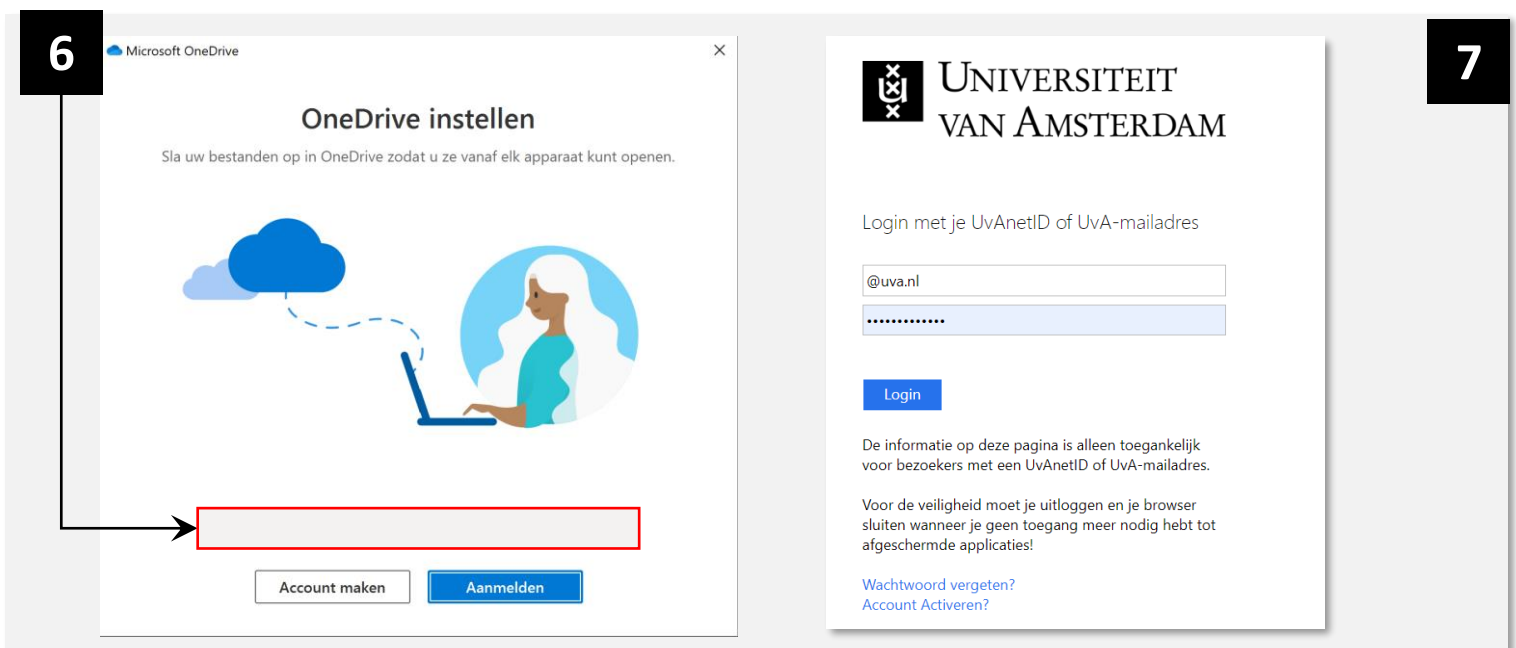 6
Microsoft OneDrive
OneDrive instellen
Sla uw bestanden op in OneDrive zodat u ze vanaf elk apparaat kunt openen.
Account maken
Aanmelden
7
UNIVERSITEIT
VAN AMSTERDAM
Login met je UvAnetID of UvA-mailadres
@uva.nl
•••••••••••••
Login
De informatie op deze pagina is alleen toegankelijk
voor bezoekers met een UvAnetID of UvA-mailadres.
Voor de veiligheid moet je uitloggen en je browser
sluiten wanneer je geen toegang meer nodig hebt tot
afgeschermde applicaties!
Wachtwoord vergeten?
Account Activeren?